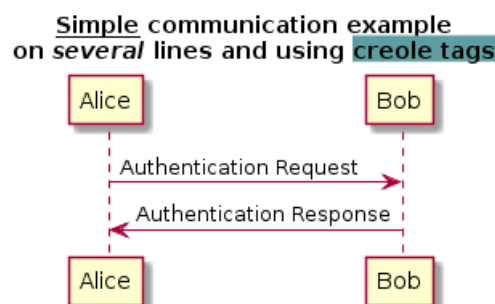 Simple communication example
on several lines and using creole tags
Alice Bob
Authentication Request
Authentication Response
Alice Bob